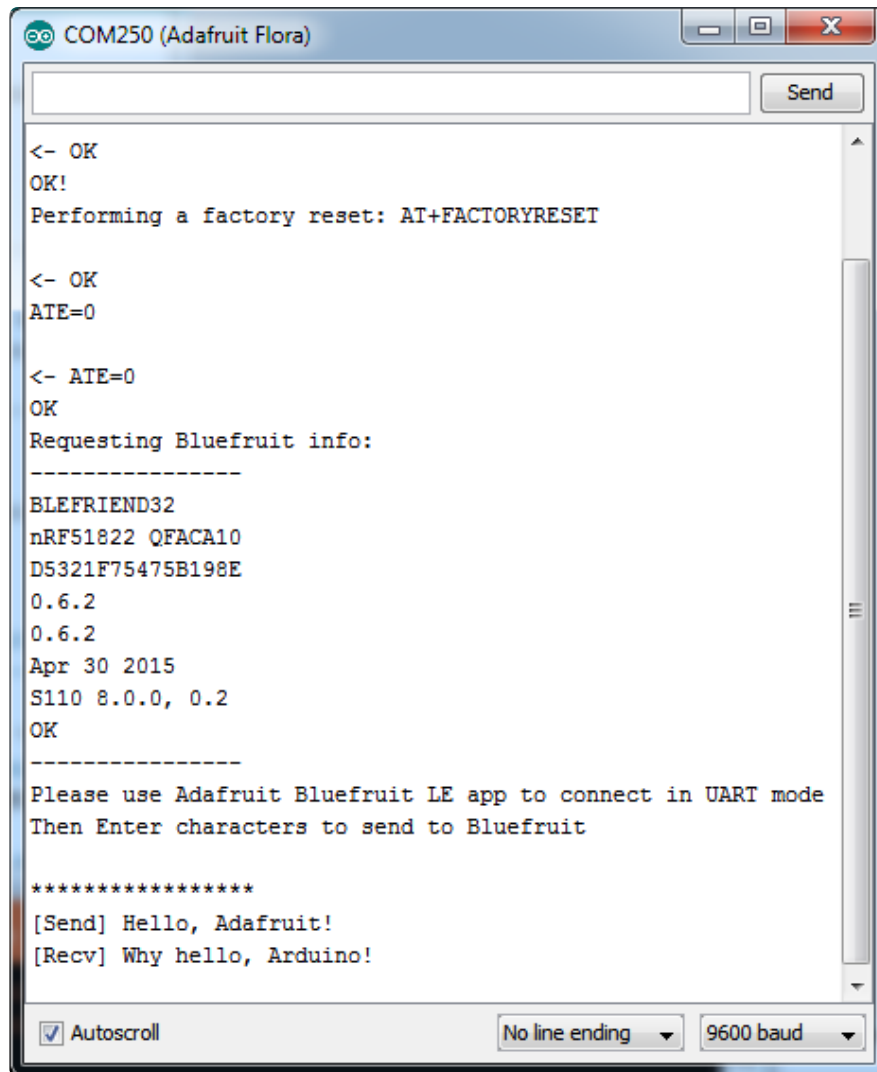 COM250 (Adafruit Flora)
Send
<- OK
OK!
Performing a factory reset: AT+FACTORYRESET
<- OK
ATE=0
<- ATE=0
OK
Requesting Bluefruit info:
----------------
BLEFRIEND32
nRF51822 QFACA10
D5321F75475B198E
0.6.2
0.6.2
Apr 30 2015
S110 8.0.0, 0.2
OK
----------------
Please use Adafruit Bluefruit LE app to connect in UART mode
Then Enter characters to send to Bluefruit
*****************
[Send] Hello, Adafruit!
[Recv] Why hello, Arduino!
Autoscroll No line ending 9600 baud